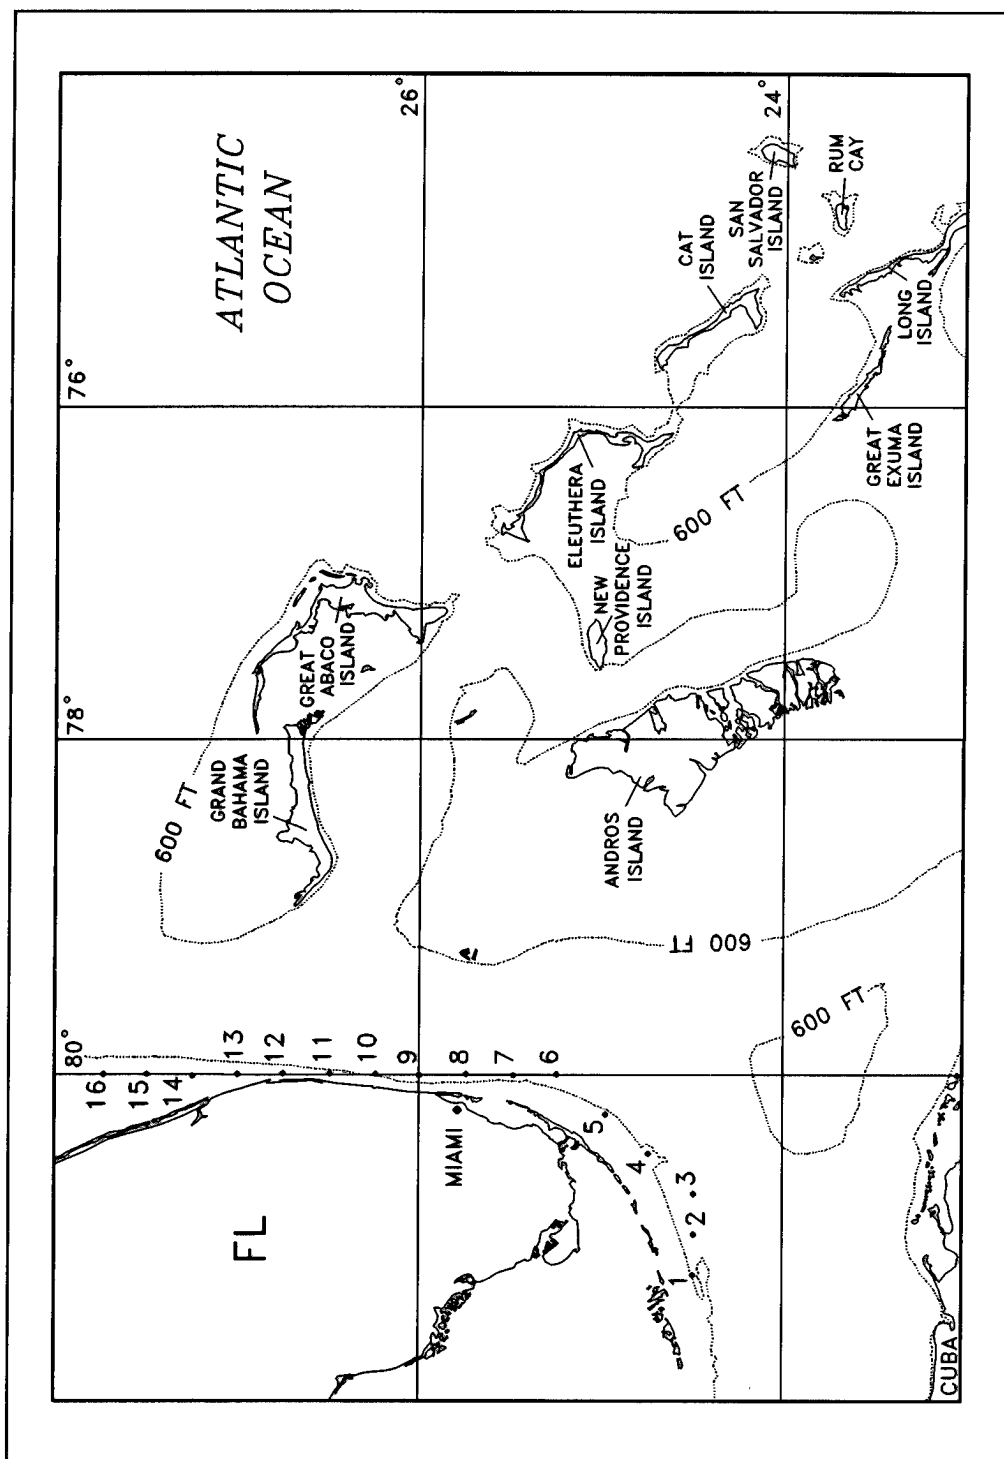 ATLANTIC
OCEAN
26°
24°
76°
78°
80°
FL
MIAMI
16
15
14
13
12
11
10
9
8
7
6
5
4
3
2
1
600 FT
GRAND
BAHAMA
ISLAND
GREAT
ABACO
ISLAND
ELEUTHERA
ISLAND
NEW
PROVIDENCE
ISLAND
CAT
ISLAND
SAN
SALVADOR
ISLAND
RUM
CAY
LONG
ISLAND
GREAT
EXUMA
ISLAND
600 FT
ANDROS
ISLAND
600 FT
600 FT
CUBA